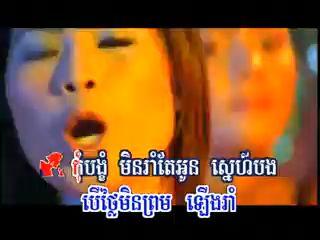 កុំបង្ខំ មិនរាំតែអូន ស្នេហ៍បង
បើថ្លៃមិនព្រម ឡើងរាំ